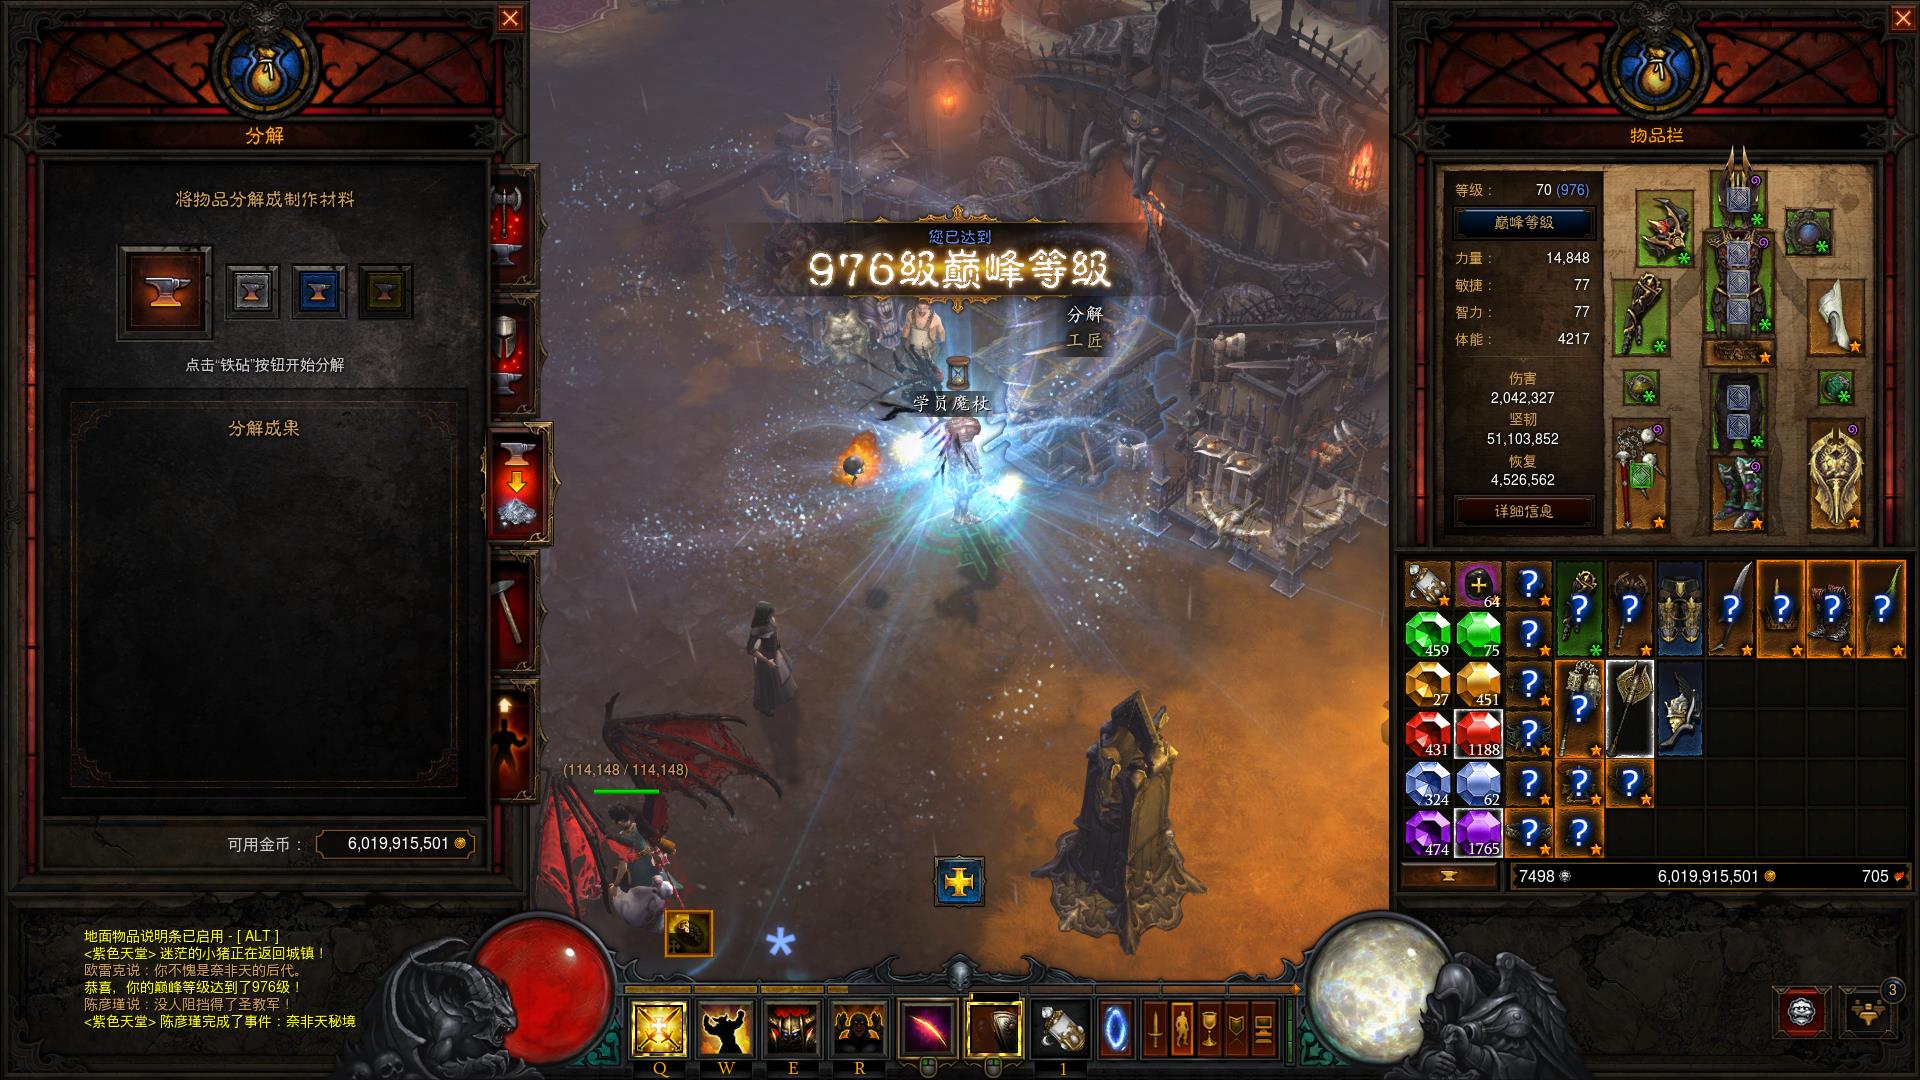 分解
将物品分解成制作材料
点击“铁砧”按钮开始分解
分解成果
可用金币：
6,019,915,501
地面物品说明条已启用 - [ ALT ]
<紫色天堂> 迷茫的小猪正在返回城镇！
欧雷克说：你不愧是奈非天的后代。
恭喜，你的巅峰等级达到了976级！
陈彦瑾说：没人阻挡得了圣教军！
<紫色天堂> 陈彦瑾完成了事件：奈非天秘境
您已达到
976级巅峰等级
分解
工匠
学员魔杖
(114,148 / 114,148)
Q
W
E
R
1
物品栏
等级： 70 (976)
巅峰等级
力量： 14,848
敏捷： 77
智力： 77
体能： 4217
伤害
2,042,327
坚韧
51,103,852
恢复
4,526,562
详细信息
64
? ? ? ? ? ? ? ?
459 75 ?
27 451 ? ?
431 1188 ?
324 62 ? ? ?
474 1765 ? ?
7498 6,019,915,501 705
3